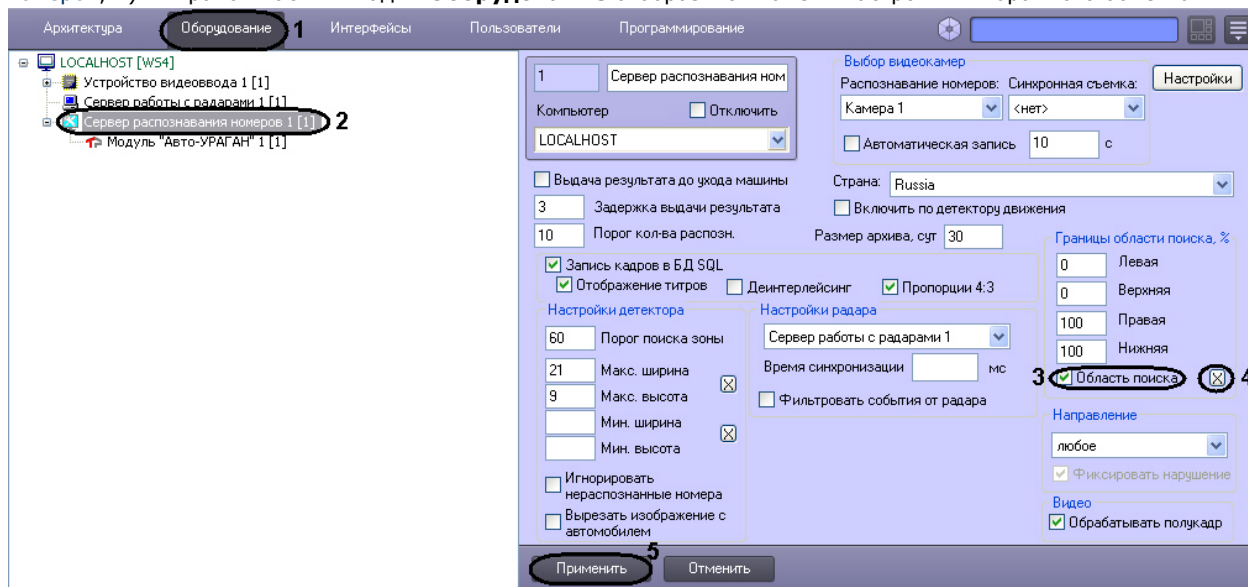 Архитектура Оборудование 1 Интерфейсы Пользователи Программирование
LOCALHOST [WS4]
Устройство видеоввода 1 [1]
Сервер работы с радарами 1 [1]
Сервер распознавания номеров 1 [1] 2
Модуль "Авто-УРАГАН" 1 [1]
1 Сервер распознавания ном
Компьютер Отключить
LOCALHOST
Выбор видеокамер
Распознавание номеров: Синхронная съемка:
Камера 1 <нет>
Автоматическая запись 10 с
Настройки
Выдача результата до ухода машины
3 Задержка выдачи результата
10 Порог кол-ва распозн.
Страна: Russia
Включить по детектору движения
Размер архива, сут 30
Запись кадров в БД SQL
Отображение титров Деинтерлейсинг Пропорции 4:3
Границы области поиска, %
0 Левая
0 Верхняя
100 Правая
100 Нижняя
3 Область поиска 4
Настройки детектора
60 Порог поиска зоны
21 Макс. ширина
9 Макс. высота
Мин. ширина
Мин. высота
Игнорировать
нераспознанные номера
Вырезать изображение с
автомобилем
Настройки радара
Сервер работы с радарами 1
Время синхронизации мс
Фильтровать события от радара
Направление
любое
Фиксировать нарушение
Видео
Обрабатывать полукадр
Применить 5 Отменить